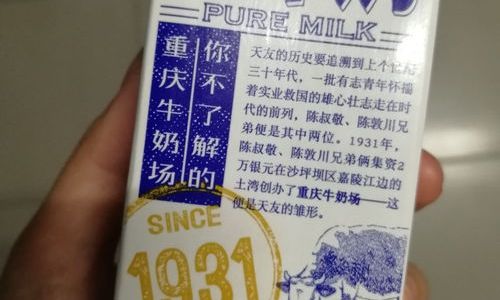 PURE MILK
你不了解的
重庆牛奶场
天友的历史要追溯到上个世纪
三十年代，一批有志青年怀揣
着实业救国的雄心壮志走在时
代的前列，陈叔敬、陈敦川兄
弟便是其中两位。1931年，
陈叔敬、陈敦川兄弟俩集资2
万银元在沙坪坝区嘉陵江边的
土湾创办了重庆牛奶场——这
便是天友的雏形。
SINCE
1931